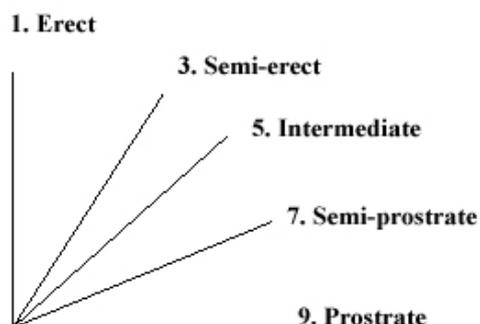 1. Erect
3. Semi-erect
5. Intermediate
7. Semi-prostrate
9. Prostrate